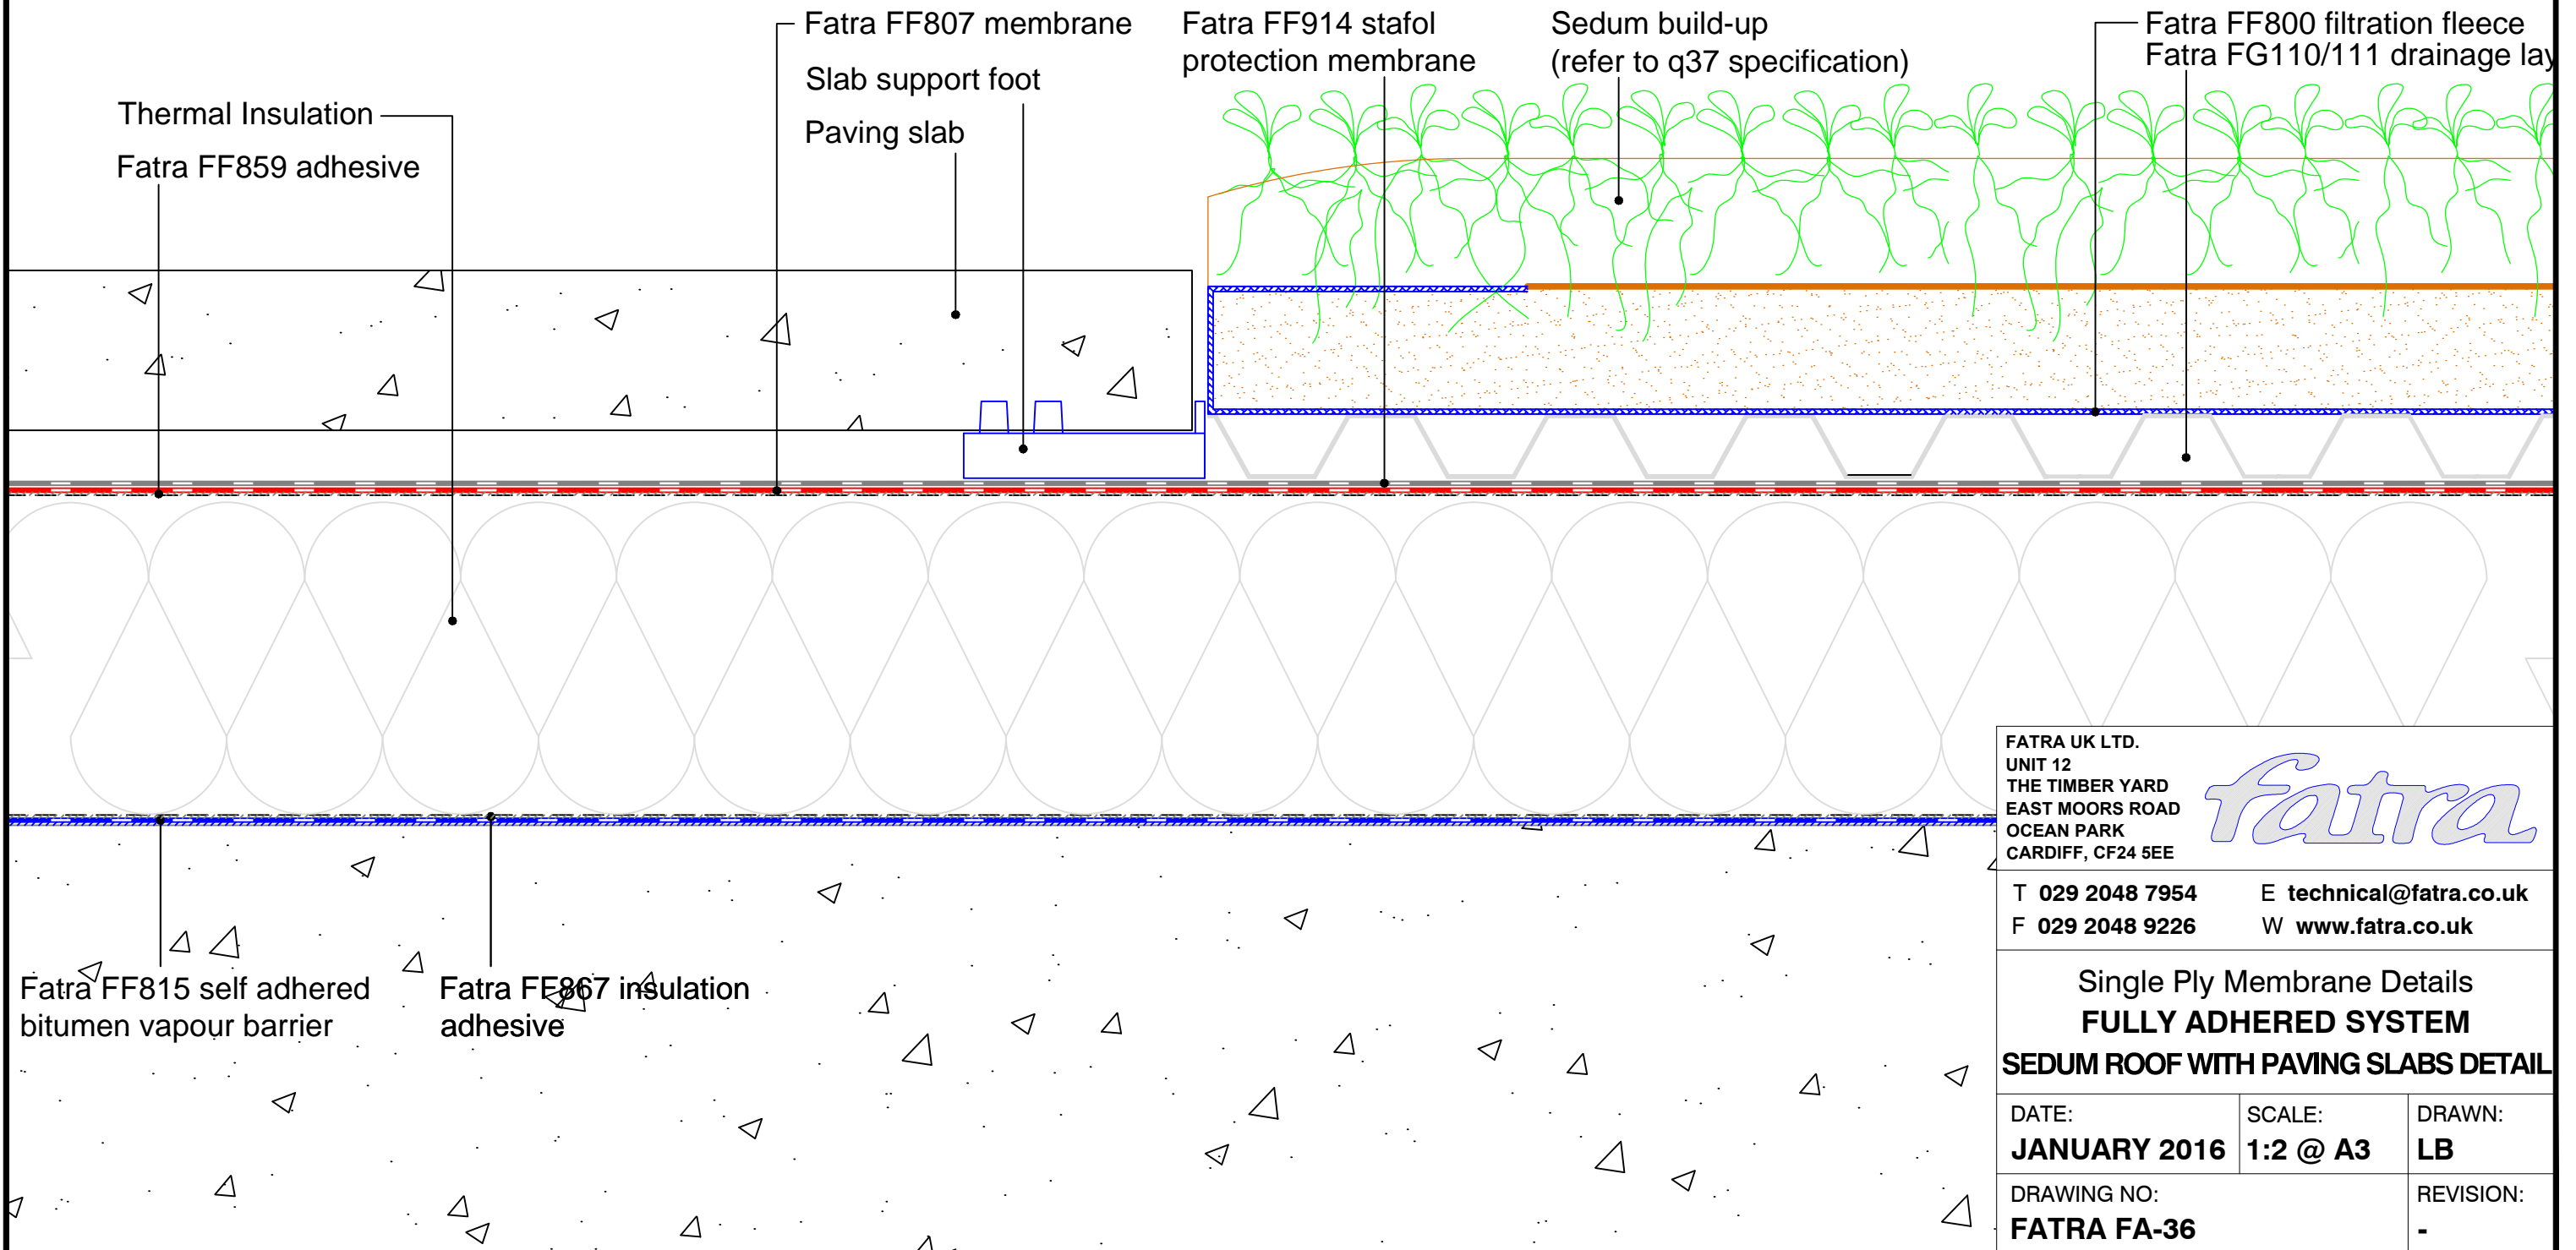 Fatra FF807 membrane
Slab support foot
Paving slab
Fatra FF914 stafol
protection membrane
Sedum build-up
(refer to q37 specification)
Fatra FF800 filtration fleece
Fatra FG110/111 drainage lay
Thermal Insulation
Fatra FF859 adhesive
Fatra FF815 self adhered
bitumen vapour barrier
Fatra FF867 insulation
adhesive
FATRA UK LTD.
UNIT 12
THE TIMBER YARD
EAST MOORS ROAD
OCEAN PARK
CARDIFF, CF24 5EE
fatra
T 029 2048 7954
E technical@fatra.co.uk
F 029 2048 9226
W www.fatra.co.uk
Single Ply Membrane Details
FULLY ADHERED SYSTEM
SEDUM ROOF WITH PAVING SLABS DETAIL
DATE:
JANUARY 2016
SCALE:
1:2 @ A3
DRAWN:
LB
DRAWING NO:
FATRA FA-36
REVISION:
-